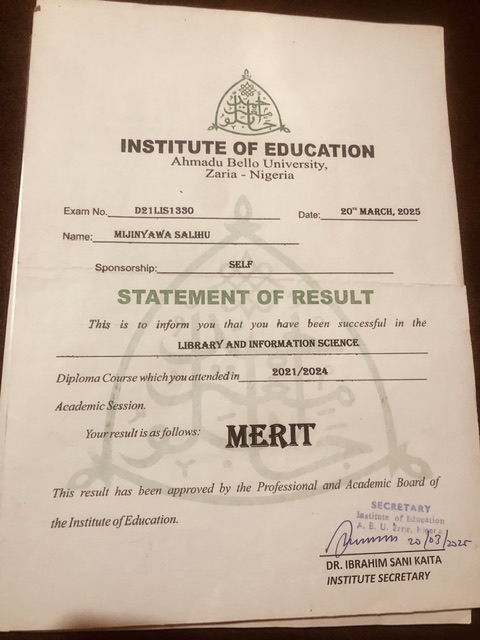 INSTITUTE OF EDUCATION
Ahmadu Bello University,
Zaria - Nigeria
Exam No. D21LIS1330 Date: 20TH MARCH, 2025
Name: MIJINYAWA SALIHU
Sponsorship: SELF
STATEMENT OF RESULT
This is to inform you that you have been successful in the
LIBRARY AND INFORMATION SCIENCE
Diploma Course which you attended in 2021/2024
Academic Session.
Your result is as follows: MERIT
This result has been approved by the Professional and Academic Board of
the Institute of Education.
SECRETARY
Institute of Education
A. B. U. Zaria, Nigeria
20/03/2025
DR. IBRAHIM SANI KAITA
INSTITUTE SECRETARY